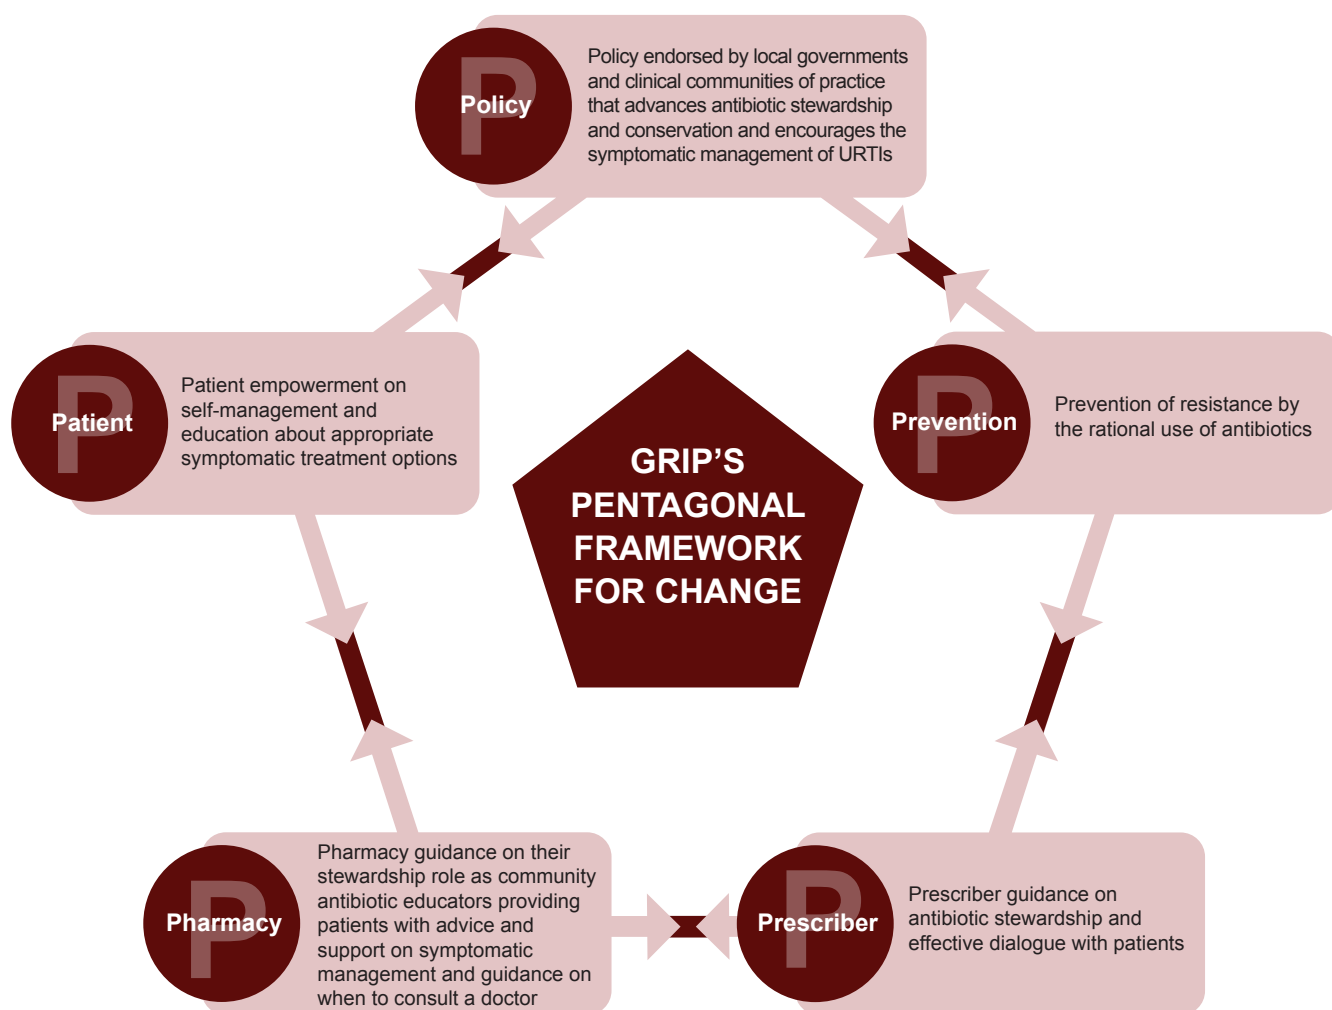 P
Policy
Policy endorsed by local governments
and clinical communities of practice
that advances antibiotic stewardship
and conservation and encourages the
symptomatic management of URTIs
P
Patient
Patient empowerment on
self-management and
education about appropriate
symptomatic treatment options
GRIP’S
PENTAGONAL
FRAMEWORK
FOR CHANGE
P
Prevention
Prevention of resistance by
the rational use of antibiotics
P
Pharmacy
Pharmacy guidance on their
stewardship role as community
antibiotic educators providing
patients with advice and
support on symptomatic
management and guidance on
when to consult a doctor
P
Prescriber
Prescriber guidance on
antibiotic stewardship and
effective dialogue with patients